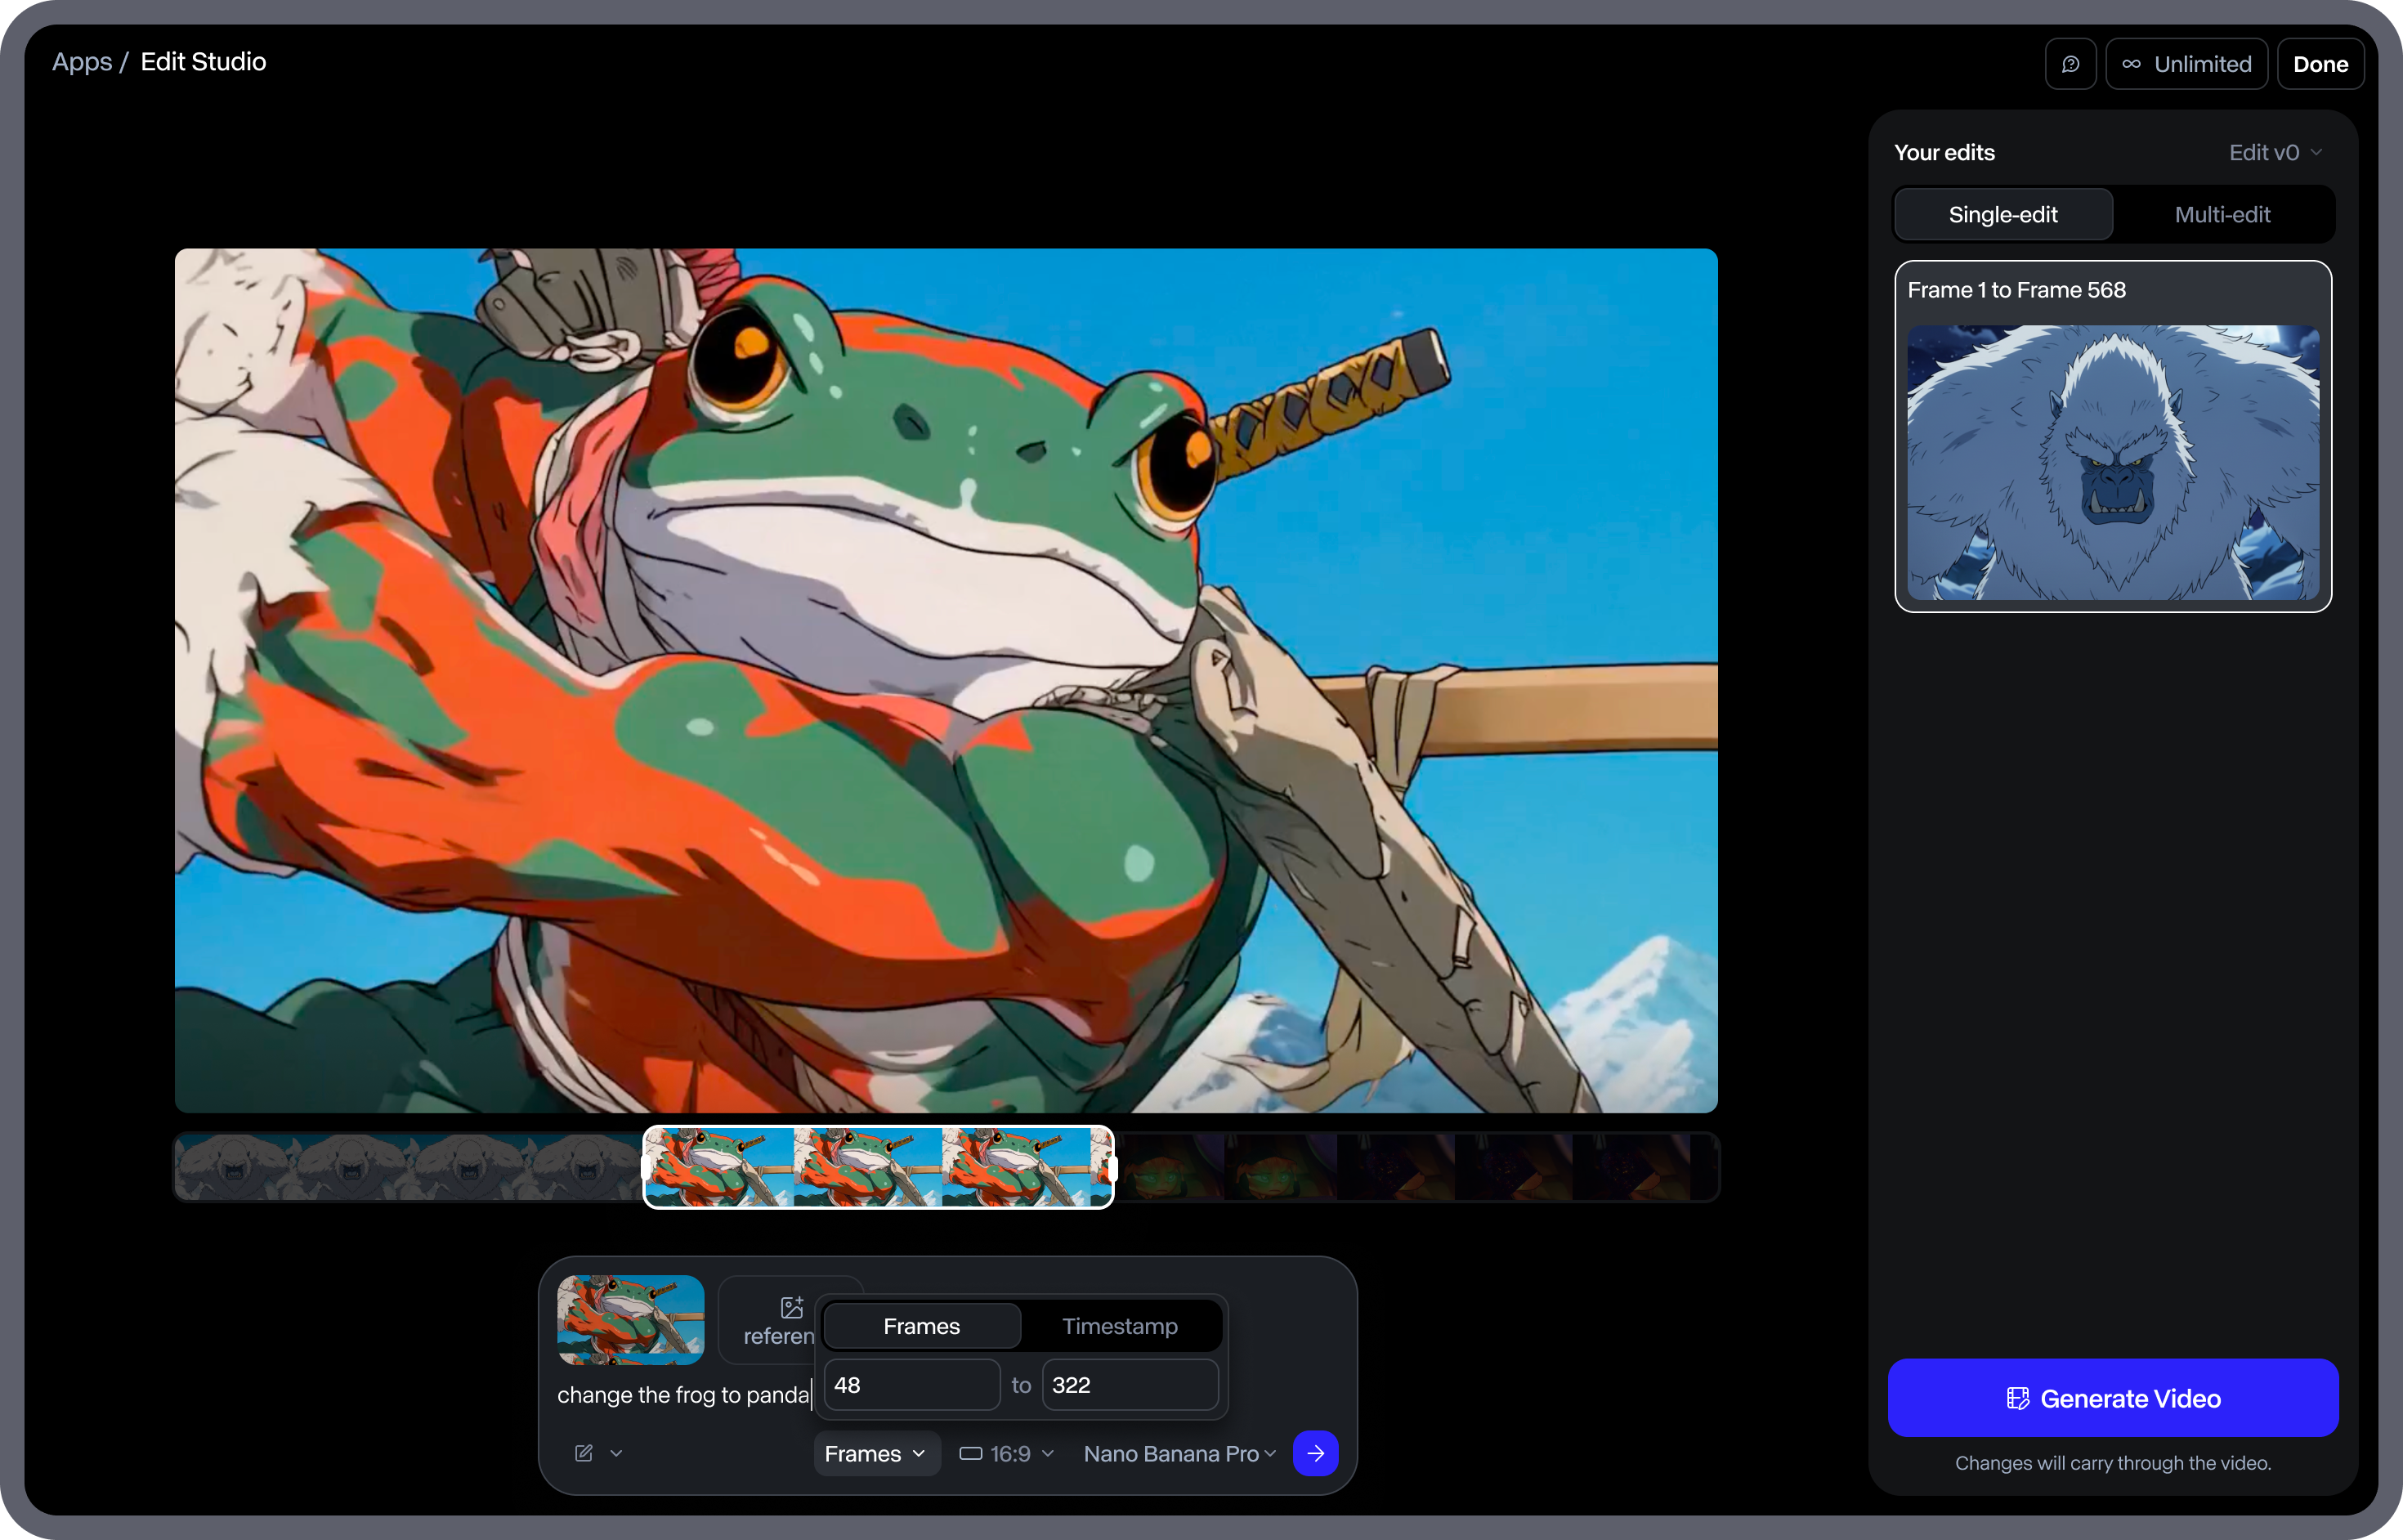 Apps / Edit Studio
Unlimited
Done
Your edits
Edit v0
Single-edit
Multi-edit
Frame 1 to Frame 568
referen
Frames
Timestamp
48 to 322
change the frog to panda
Frames
16:9
Nano Banana Pro
Generate Video
Changes will carry through the video.